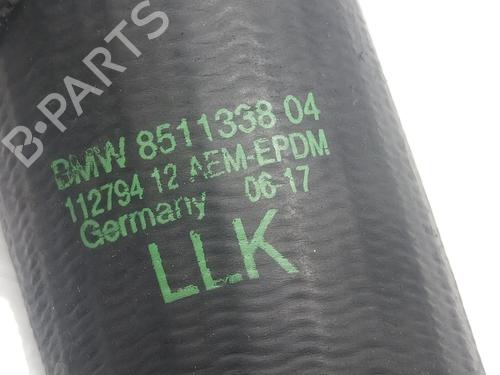 B-PARTS
BMW 8511338 04
112794 12 AEM-EPDM
Germany 06-17
LLK